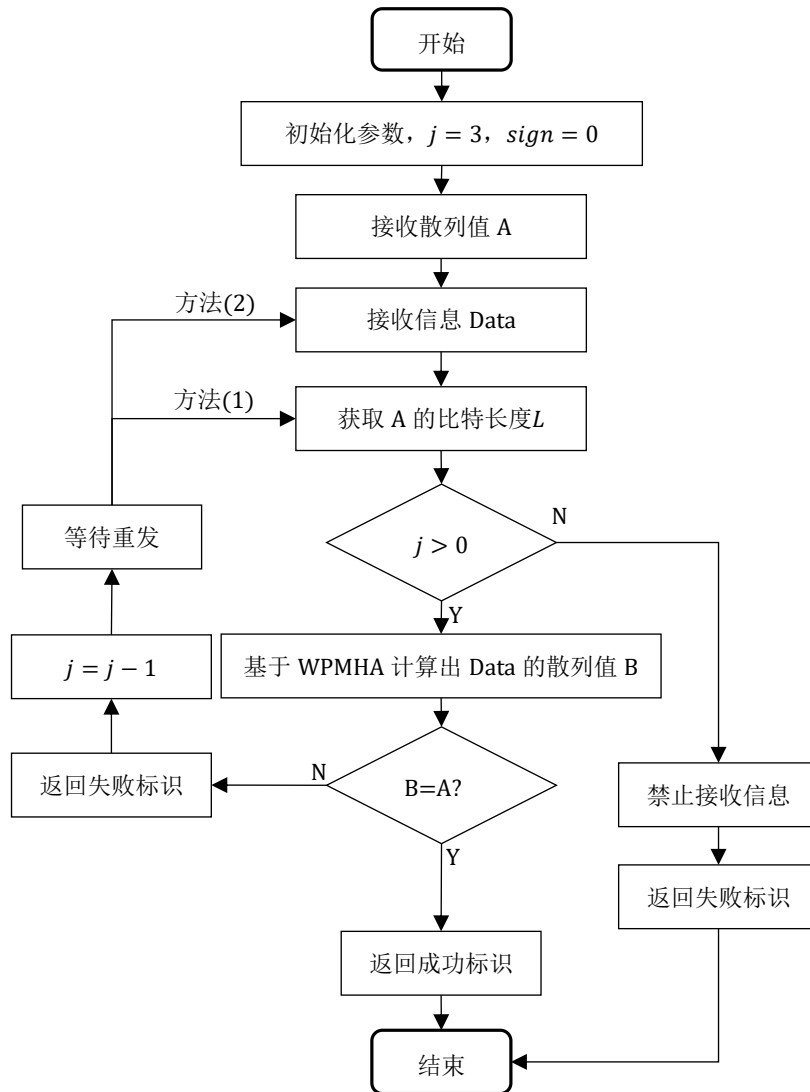 开始
初始化参数，j = 3，sign = 0
接收散列值 A
方法(2)
接收信息 Data
方法(1)
获取 A 的比特长度L
等待重发
j > 0
N
Y
j = j − 1
基于 WPMHA 计算出 Data 的散列值 B
返回失败标识
N
B=A?
Y
禁止接收信息
返回失败标识
返回成功标识
结束